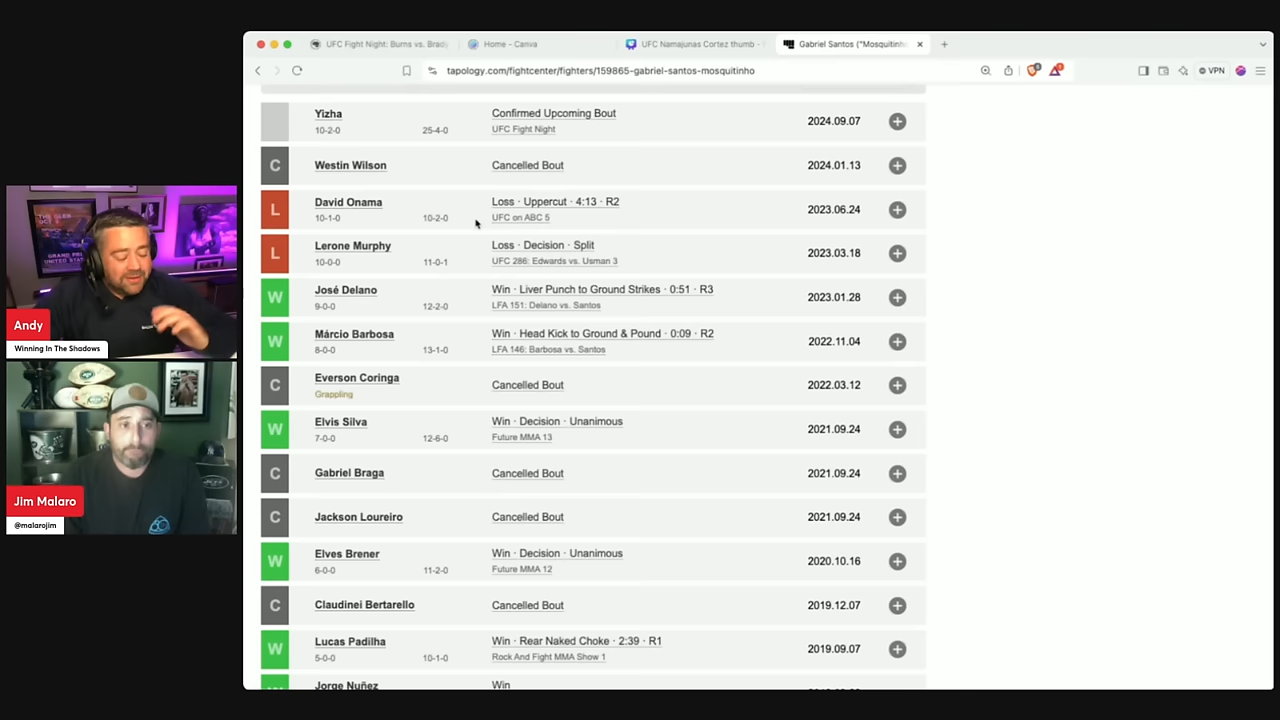 UFC Fight Night: Burns vs. Brady
Home - Canva
UFC Namajunas Cortez thumb -
Gabriel Santos ("Mosquitinho
tapology.com/fightcenter/fighters/159865-gabriel-santos-mosquitinho
VPN
Yizha
Confirmed Upcoming Bout
2024.09.07
10-2-0
25-4-0
UFC Fight Night
C
Westin Wilson
Cancelled Bout
2024.01.13
L
David Onama
Loss · Uppercut · 4:13 · R2
2023.06.24
10-1-0
10-2-0
UFC on ABC 5
L
Lerone Murphy
Loss · Decision · Split
2023.03.18
10-0-0
11-0-1
UFC 286: Edwards vs. Usman 3
W
José Delano
Win · Liver Punch to Ground Strikes · 0:51 · R3
2023.01.28
9-0-0
12-2-0
LFA 151: Delano vs. Santos
W
Márcio Barbosa
Win · Head Kick to Ground & Pound · 0:09 · R2
2022.11.04
8-0-0
13-1-0
LFA 146: Barbosa vs. Santos
C
Everson Coringa
Cancelled Bout
2022.03.12
Grappling
W
Elvis Silva
Win · Decision · Unanimous
2021.09.24
7-0-0
12-6-0
Future MMA 13
C
Gabriel Braga
Cancelled Bout
2021.09.24
C
Jackson Loureiro
Cancelled Bout
2021.09.24
W
Elves Brener
Win · Decision · Unanimous
2020.10.16
6-0-0
11-2-0
Future MMA 12
C
Claudinei Bertarello
Cancelled Bout
2019.12.07
W
Lucas Padilha
Win · Rear Naked Choke · 2:39 · R1
2019.09.07
5-0-0
10-1-0
Rock And Fight MMA Show 1
Jorge Nuñez
Win
Andy
Winning In The Shadows
Jim Malaro
@malarojim